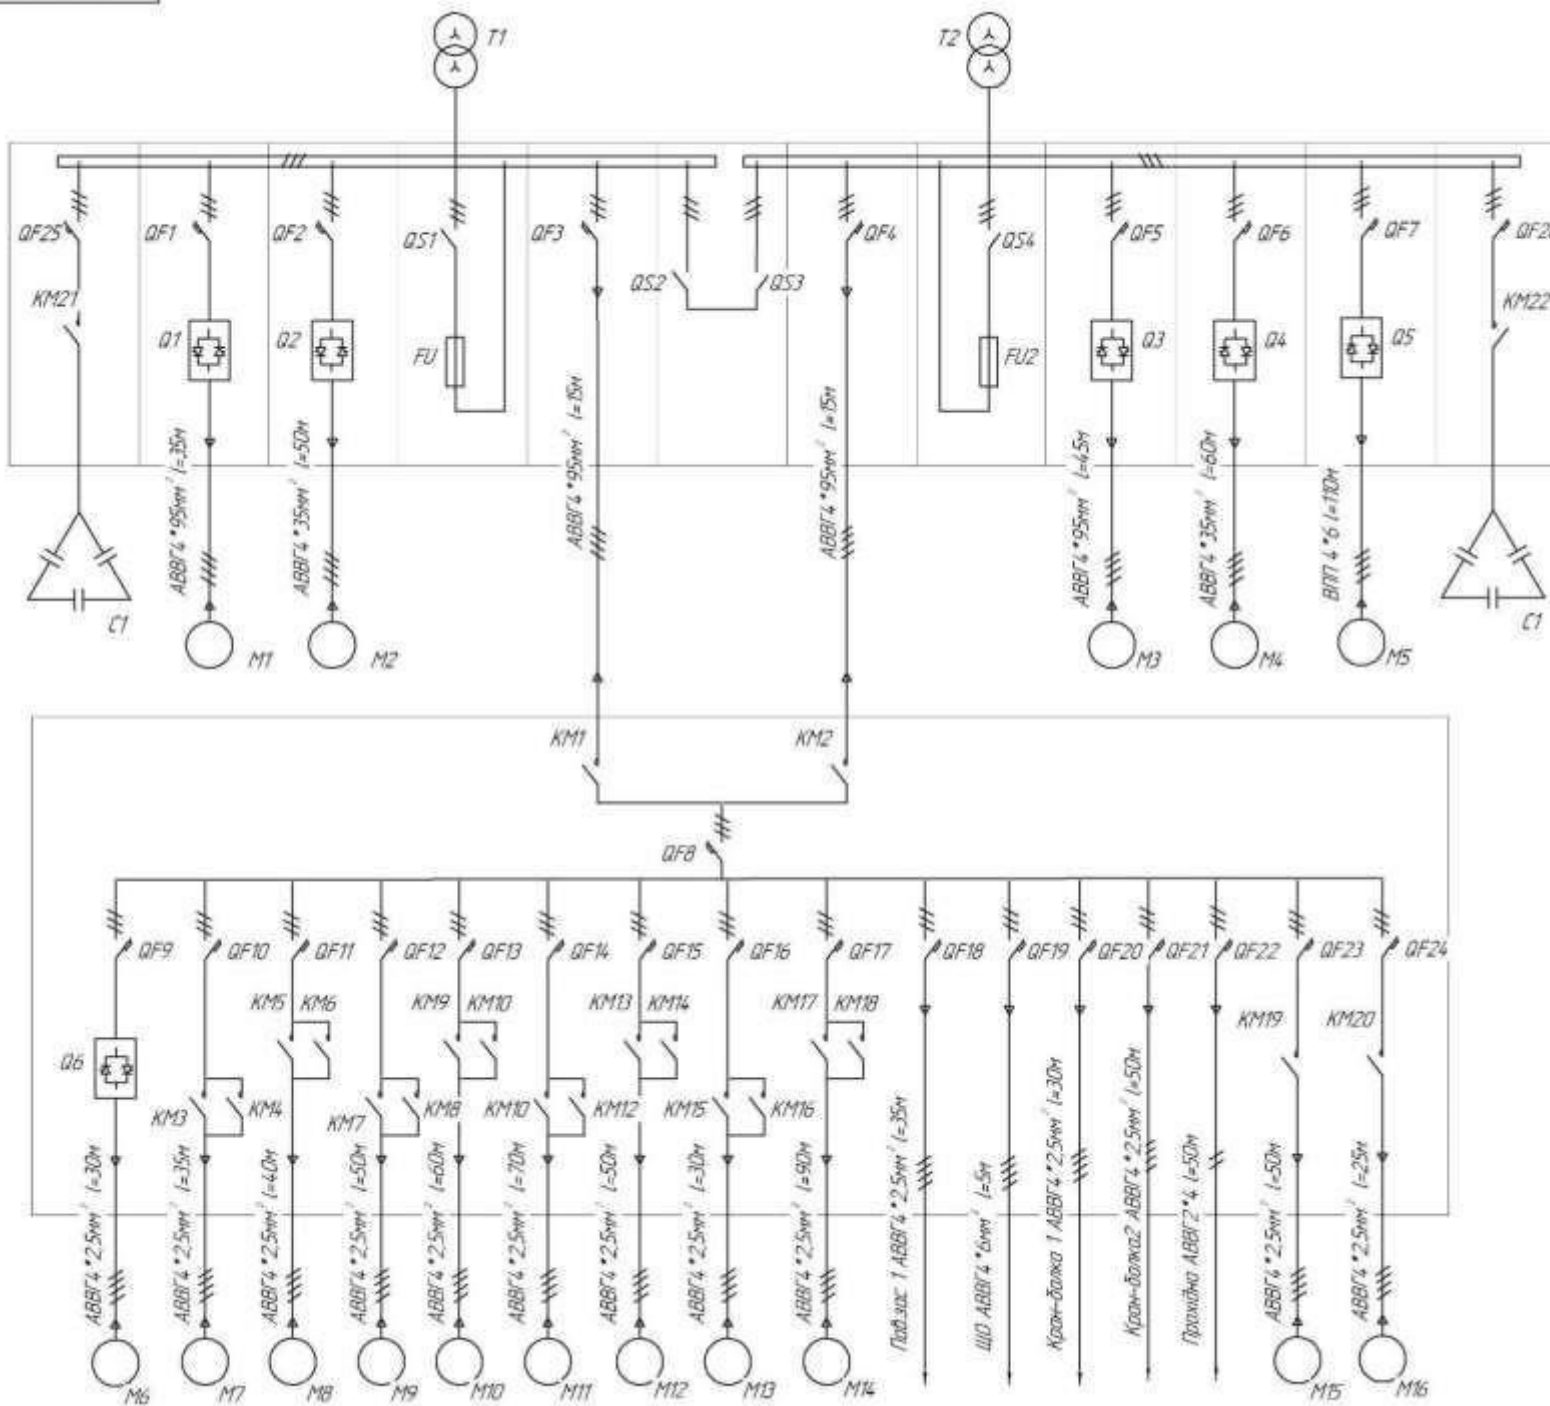 T1
T2
QF25
QF1
QF2
QS1
QF3
QS2
QS3
QF4
QS4
QF5
QF6
QF7
KM21
Q1
Q2
FU
FU2
Q3
Q4
Q5
KM22
АВВГ4*95мм² l=35м
АВВГ4*35мм² l=50м
АВВГ4*95мм² l=15м
АВВГ4*95мм² l=15м
АВВГ4*95мм² l=45м
АВВГ4*35мм² l=60м
ВПП 4*6 l=110м
C1
M1
M2
M3
M4
M5
C1
KM1
KM2
QF8
QF9
QF10
QF11
QF12
QF13
QF14
QF15
QF16
QF17
QF18
QF19
QF20
QF21
QF22
QF23
QF24
KM5
KM6
KM9
KM10
KM13
KM14
KM17
KM18
KM19
KM20
Q6
KM3
KM4
KM7
KM8
KM10
KM12
KM15
KM16
АВВГ4*2,5мм² l=30м
АВВГ4*2,5мм² l=35м
АВВГ4*2,5мм² l=40м
АВВГ4*2,5мм² l=50м
АВВГ4*2,5мм² l=60м
АВВГ4*2,5мм² l=70м
АВВГ4*2,5мм² l=50м
АВВГ4*2,5мм² l=30м
АВВГ4*2,5мм² l=90м
1 АВВГ4*2,5мм² l=35м
ЩО АВВГ4*6мм² l=5м
Кран-балка 1 АВВГ4*2,5мм² l=30м
Кран-балка2 АВВГ4*2,5мм² l=50м
Прохідна АВВГ2*4 l=50м
АВВГ4*2,5мм² l=50м
АВВГ4*2,5мм² l=25м
M6
M7
M8
M9
M10
M11
M12
M13
M14
M15
M16